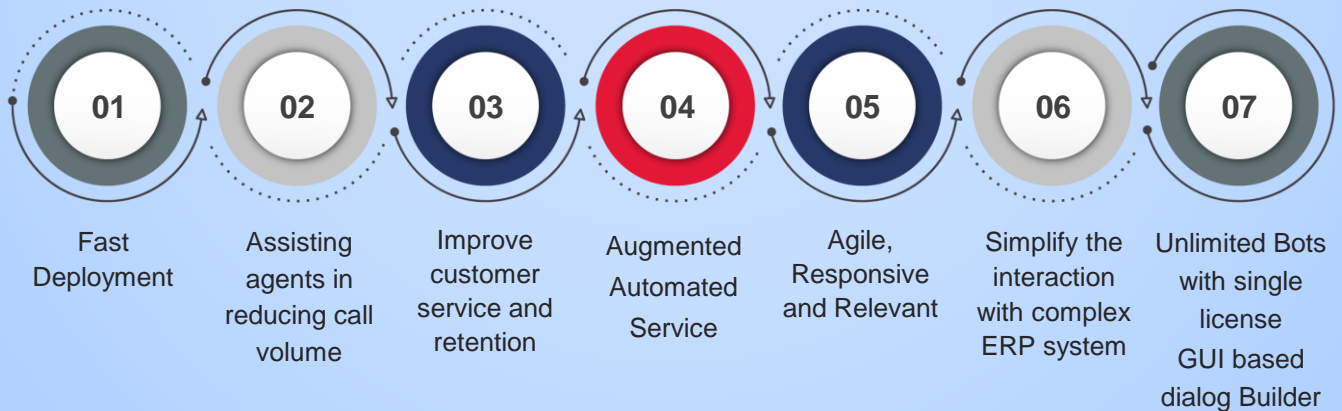 01
Fast
Deployment
02
Assisting
agents in
reducing call
volume
03
Improve
customer
service and
retention
04
Augmented
Automated
Service
05
Agile,
Responsive
and Relevant
06
Simplify the
interaction
with complex
ERP system
07
Unlimited Bots
with single
license
GUI based
dialog Builder